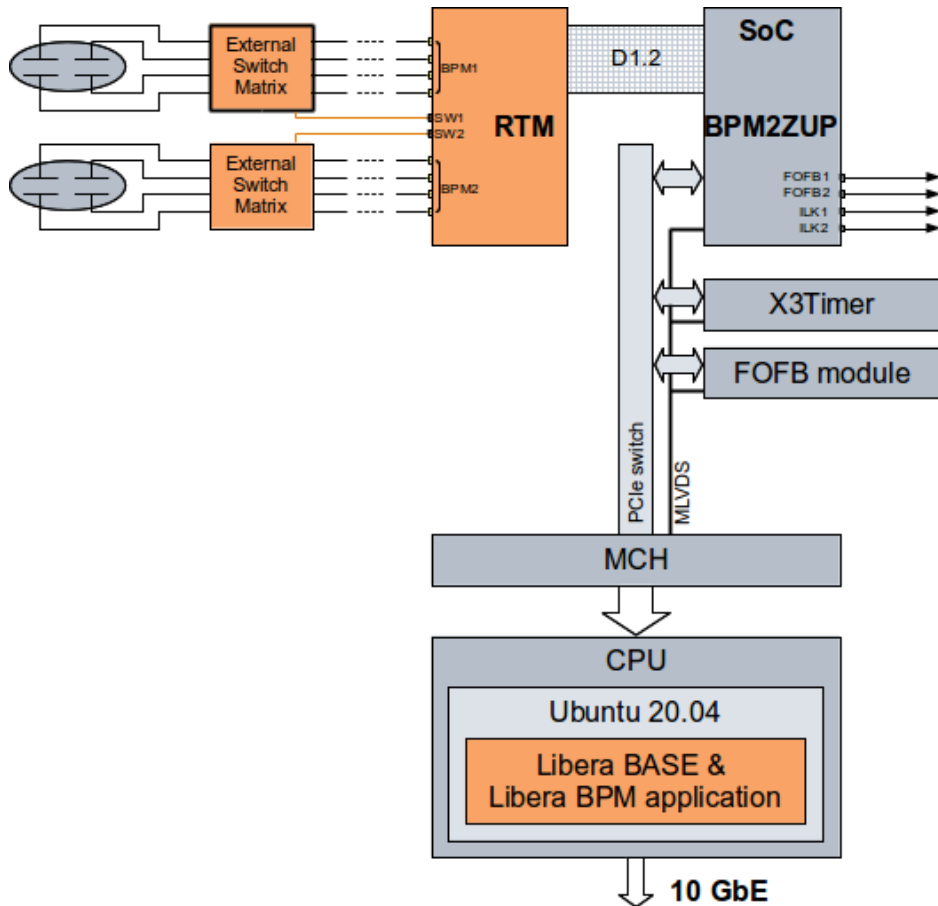 External
Switch
Matrix
BPM1
SW1
SW2
RTM
D1.2
SoC
BPM2ZUP
External
Switch
Matrix
BPM2
FOFB1
FOFB2
ILK1
ILK2
X3Timer
FOFB module
PCIe switch
MLVDS
MCH
CPU
Ubuntu 20.04
Libera BASE &
Libera BPM application
10 GbE